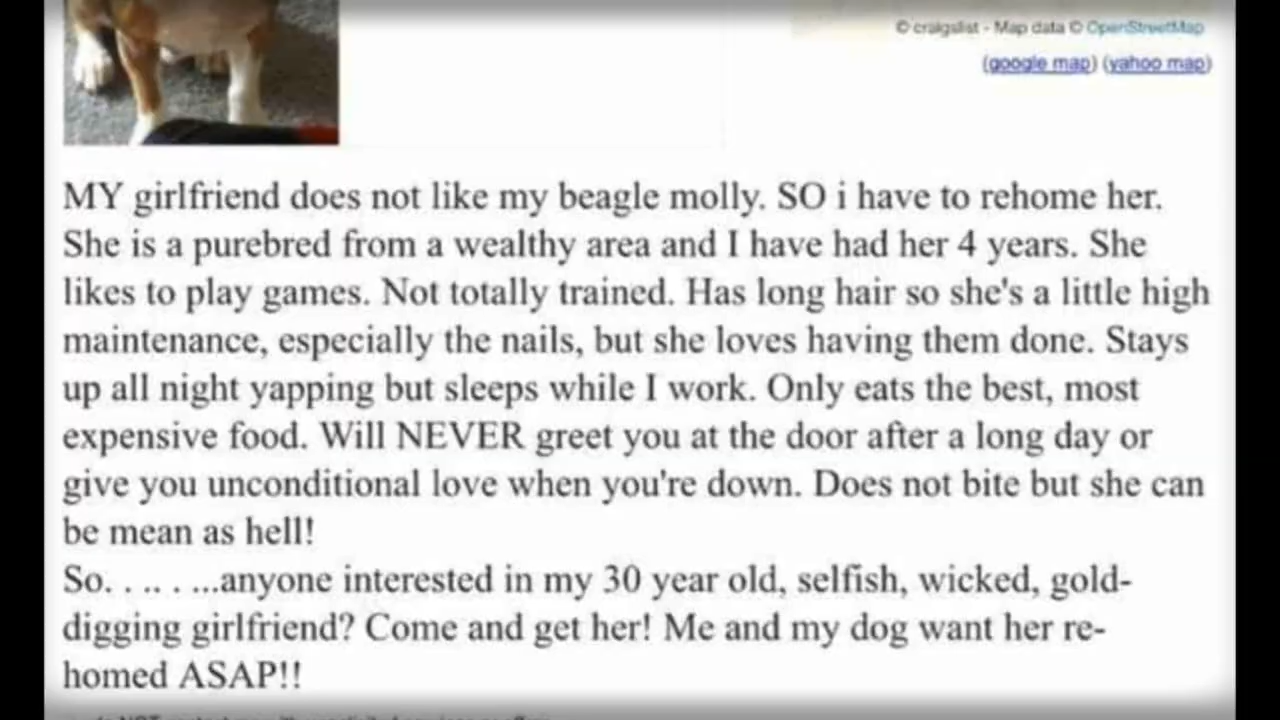 © craigslist - Map data © OpenStreetMap
(google map) (yahoo map)
MY girlfriend does not like my beagle molly. SO i have to rehome her.
She is a purebred from a wealthy area and I have had her 4 years. She
likes to play games. Not totally trained. Has long hair so she's a little high
maintenance, especially the nails, but she loves having them done. Stays
up all night yapping but sleeps while I work. Only eats the best, most
expensive food. Will NEVER greet you at the door after a long day or
give you unconditional love when you're down. Does not bite but she can
be mean as hell!
So. . .. . ...anyone interested in my 30 year old, selfish, wicked, gold-
digging girlfriend? Come and get her! Me and my dog want her re-
homed ASAP!!